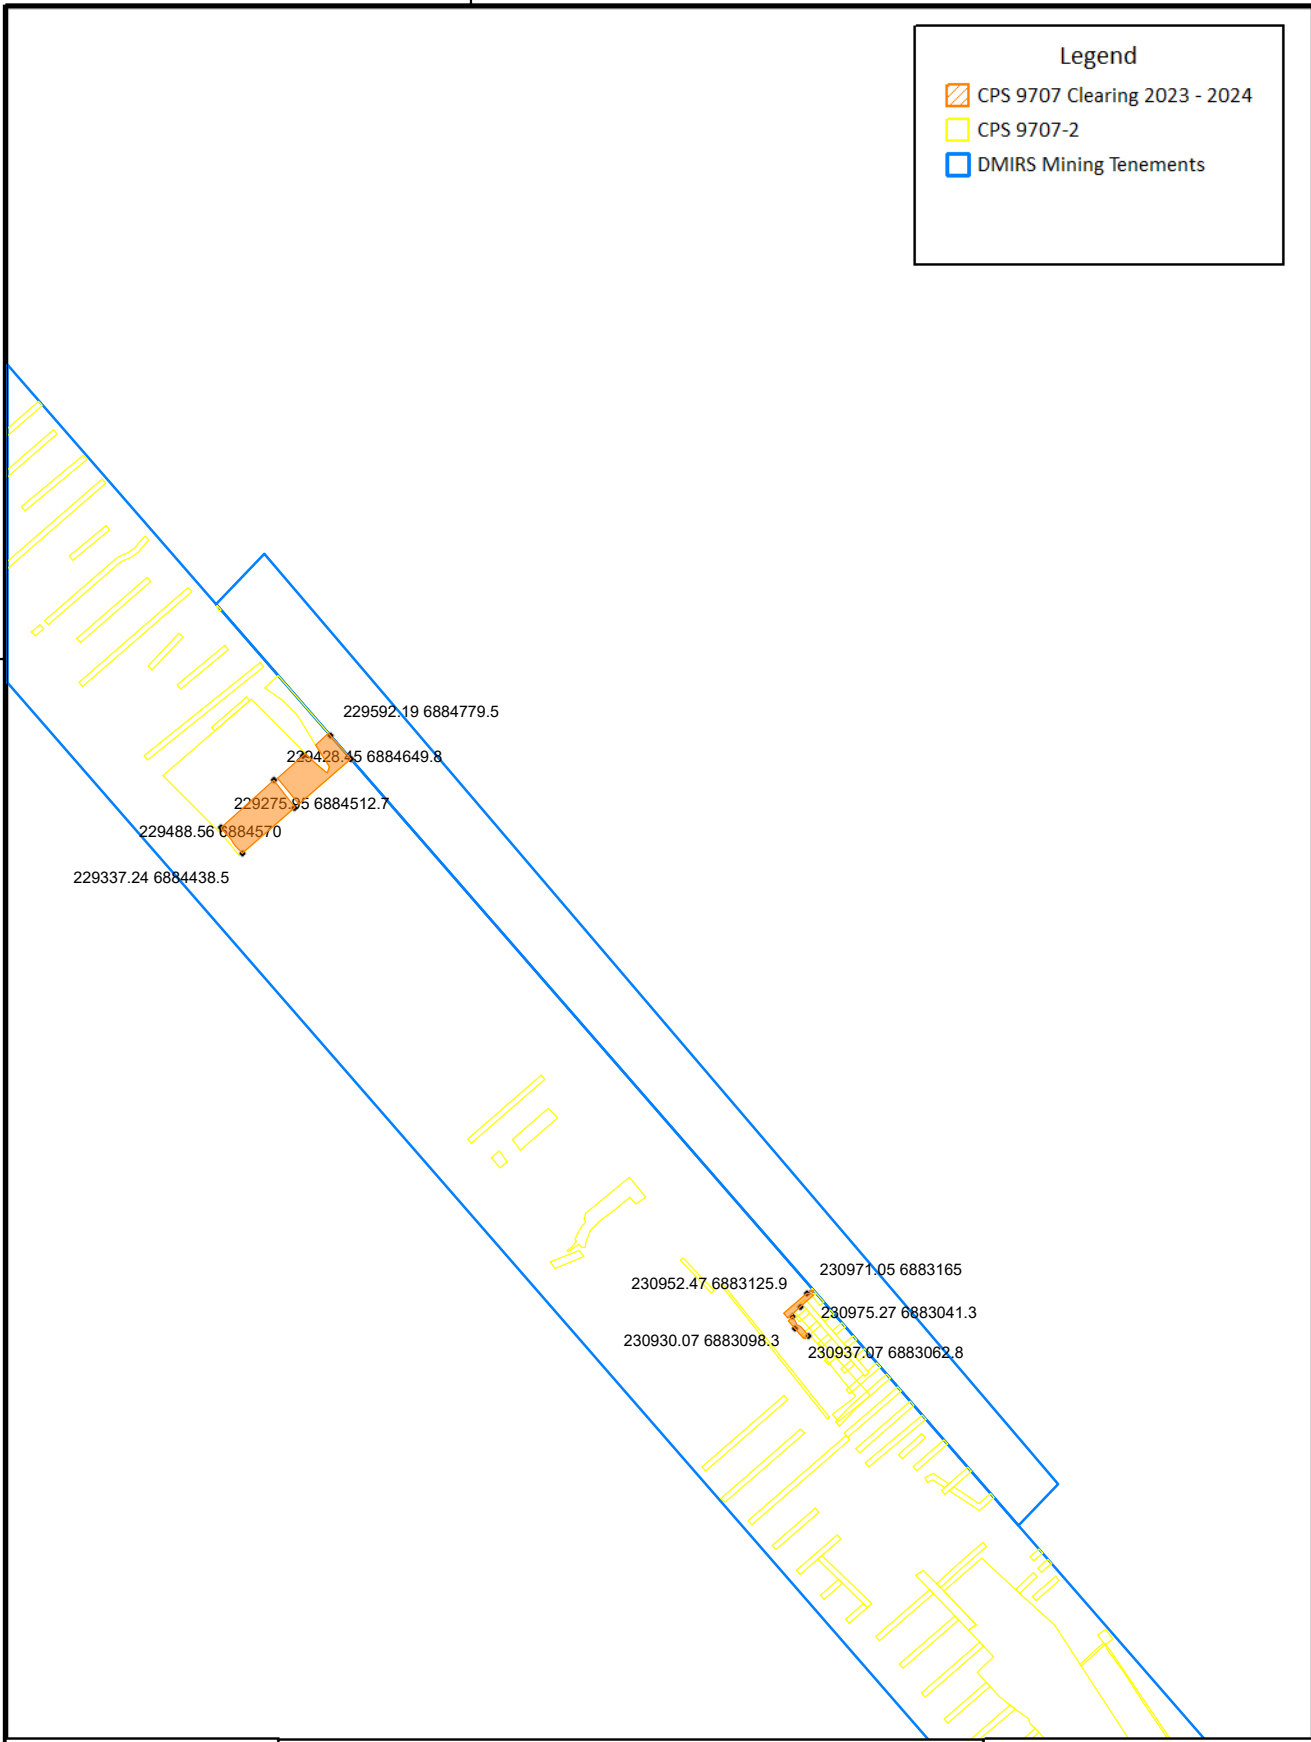 Legend
CPS 9707 Clearing 2023 - 2024
CPS 9707-2
DMIRS Mining Tenements
229592.19 6884779.5
229428.45 6884649.8
229275.95 6884512.7
229488.56 6884570
229337.24 6884438.5
230971.05 6883165
230952.47 6883125.9
230975.27 6883041.3
230930.07 6883098.3
230937.07 6883062.8